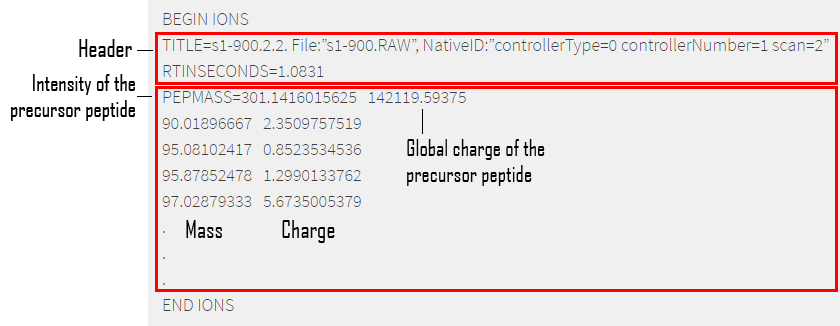 BEGIN IONS
Header
TITLE=s1-900.2.2. File:"s1-900.RAW", NativeID:"controllerType=0 controllerNumber=1 scan=2"
RTINSECONDS=1.0831
Intensity of the
precursor peptide
PEPMASS=301.1416015625 142119.59375
90.01896667 2.3509757519
95.08102417 0.8523534536
95.87852478 1.2990133762
97.02879333 5.6735005379
Global charge of the
precursor peptide
. Mass Charge
.
.
END IONS